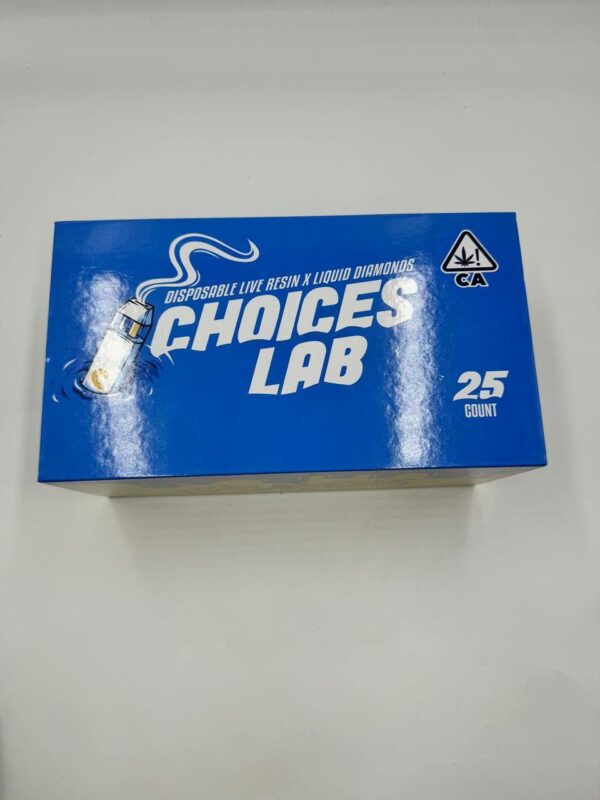 DISPOSABLE LIVE RESIN X LIQUID DIAMONDS
CHOICES
LAB
!
CA
25
COUNT